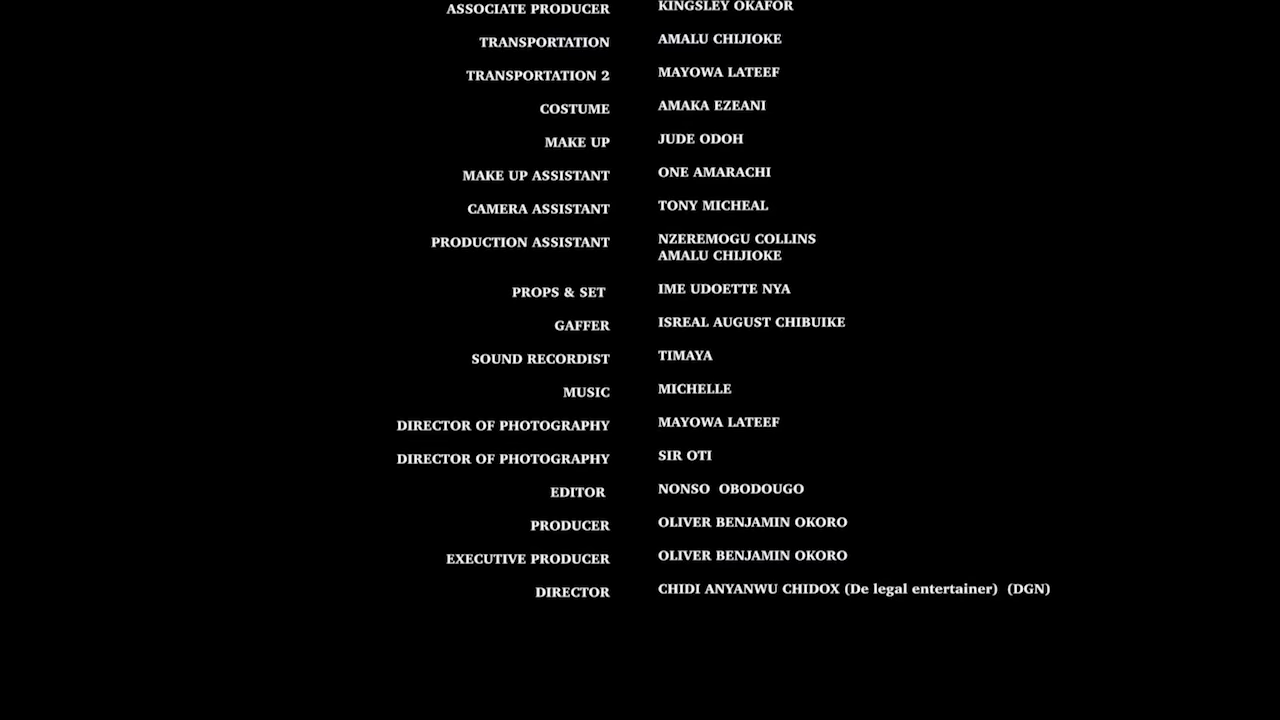 ASSOCIATE PRODUCER KINGSLEY OKAFOR
TRANSPORTATION AMALU CHIJIOKE
TRANSPORTATION 2 MAYOWA LATEEF
COSTUME AMAKA EZEANI
MAKE UP JUDE ODOH
MAKE UP ASSISTANT ONE AMARACHI
CAMERA ASSISTANT TONY MICHEAL
PRODUCTION ASSISTANT NZEREMOGU COLLINS
AMALU CHIJIOKE
PROPS & SET IME UDOETTE NYA
GAFFER ISREAL AUGUST CHIBUIKE
SOUND RECORDIST TIMAYA
MUSIC MICHELLE
DIRECTOR OF PHOTOGRAPHY MAYOWA LATEEF
DIRECTOR OF PHOTOGRAPHY SIR OTI
EDITOR NONSO OBODOUGO
PRODUCER OLIVER BENJAMIN OKORO
EXECUTIVE PRODUCER OLIVER BENJAMIN OKORO
DIRECTOR CHIDI ANYANWU CHIDOX (De legal entertainer) (DGN)